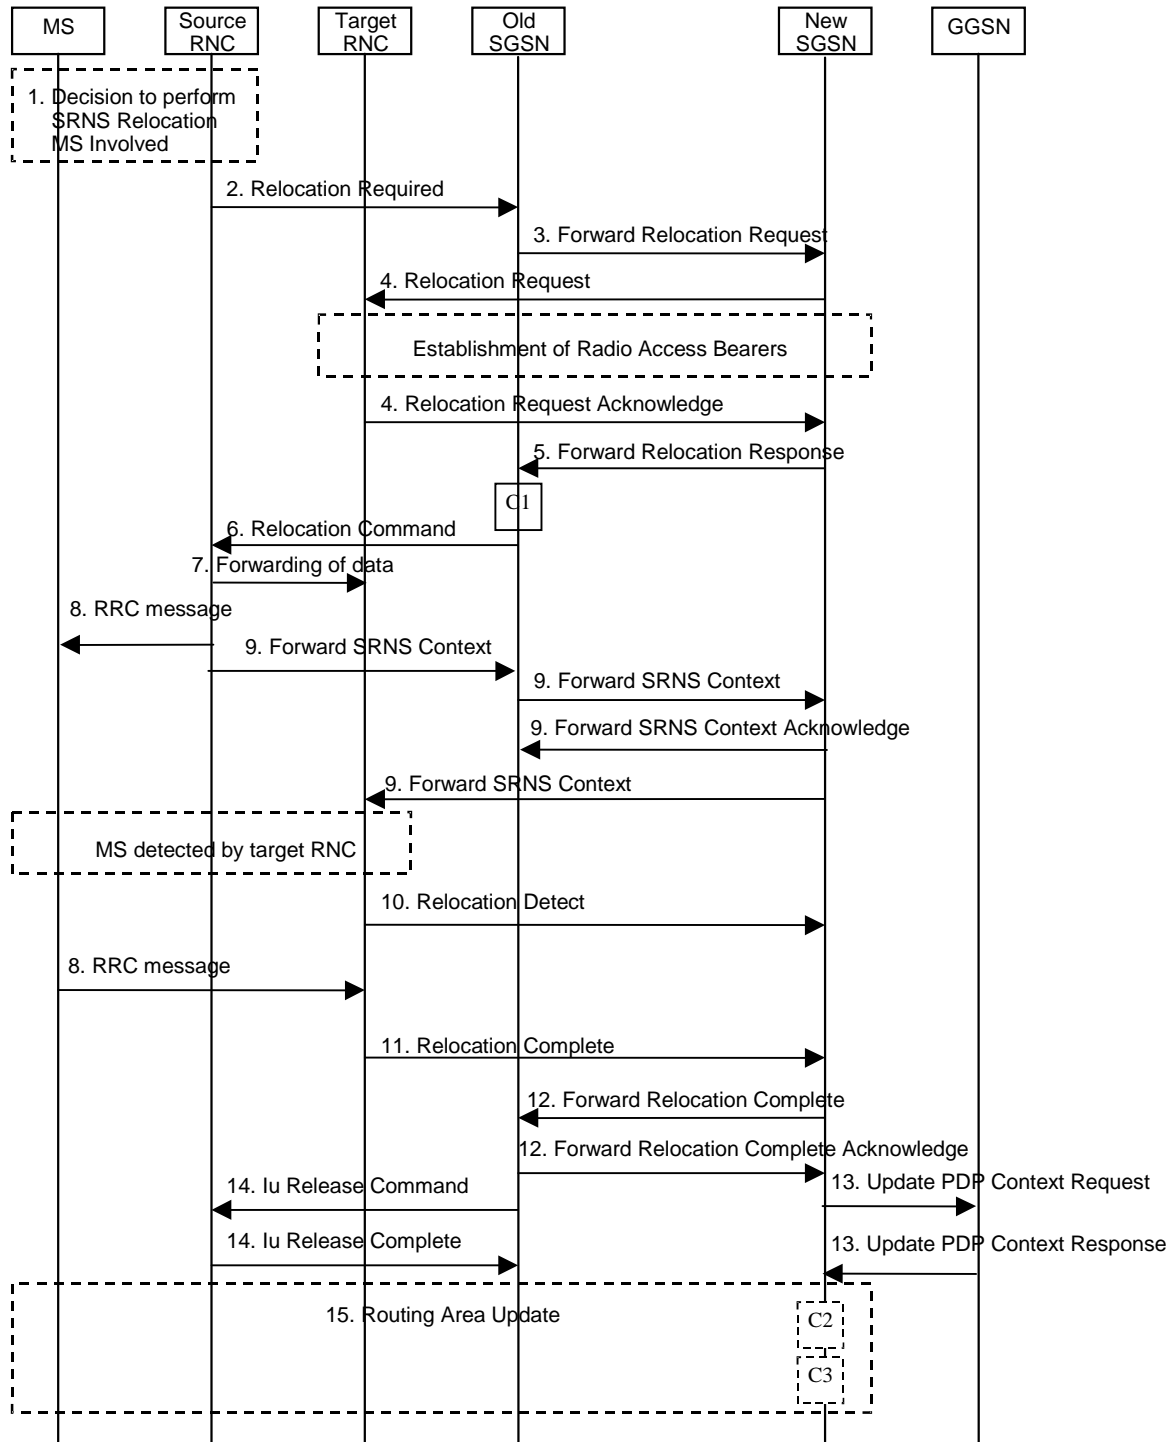 MS
Source
RNC
Target
RNC
Old
SGSN
New
SGSN
GGSN
1. Decision to perform
SRNS Relocation
MS Involved
2. Relocation Required
3. Forward Relocation Request
4. Relocation Request
Establishment of Radio Access Bearers
4. Relocation Request Acknowledge
5. Forward Relocation Response
C1
6. Relocation Command
7. Forwarding of data
8. RRC message
9. Forward SRNS Context
9. Forward SRNS Context
9. Forward SRNS Context Acknowledge
9. Forward SRNS Context
MS detected by target RNC
10. Relocation Detect
8. RRC message
11. Relocation Complete
12. Forward Relocation Complete
12. Forward Relocation Complete Acknowledge
14. Iu Release Command
13. Update PDP Context Request
14. Iu Release Complete
13. Update PDP Context Response
15. Routing Area Update
C2
C3